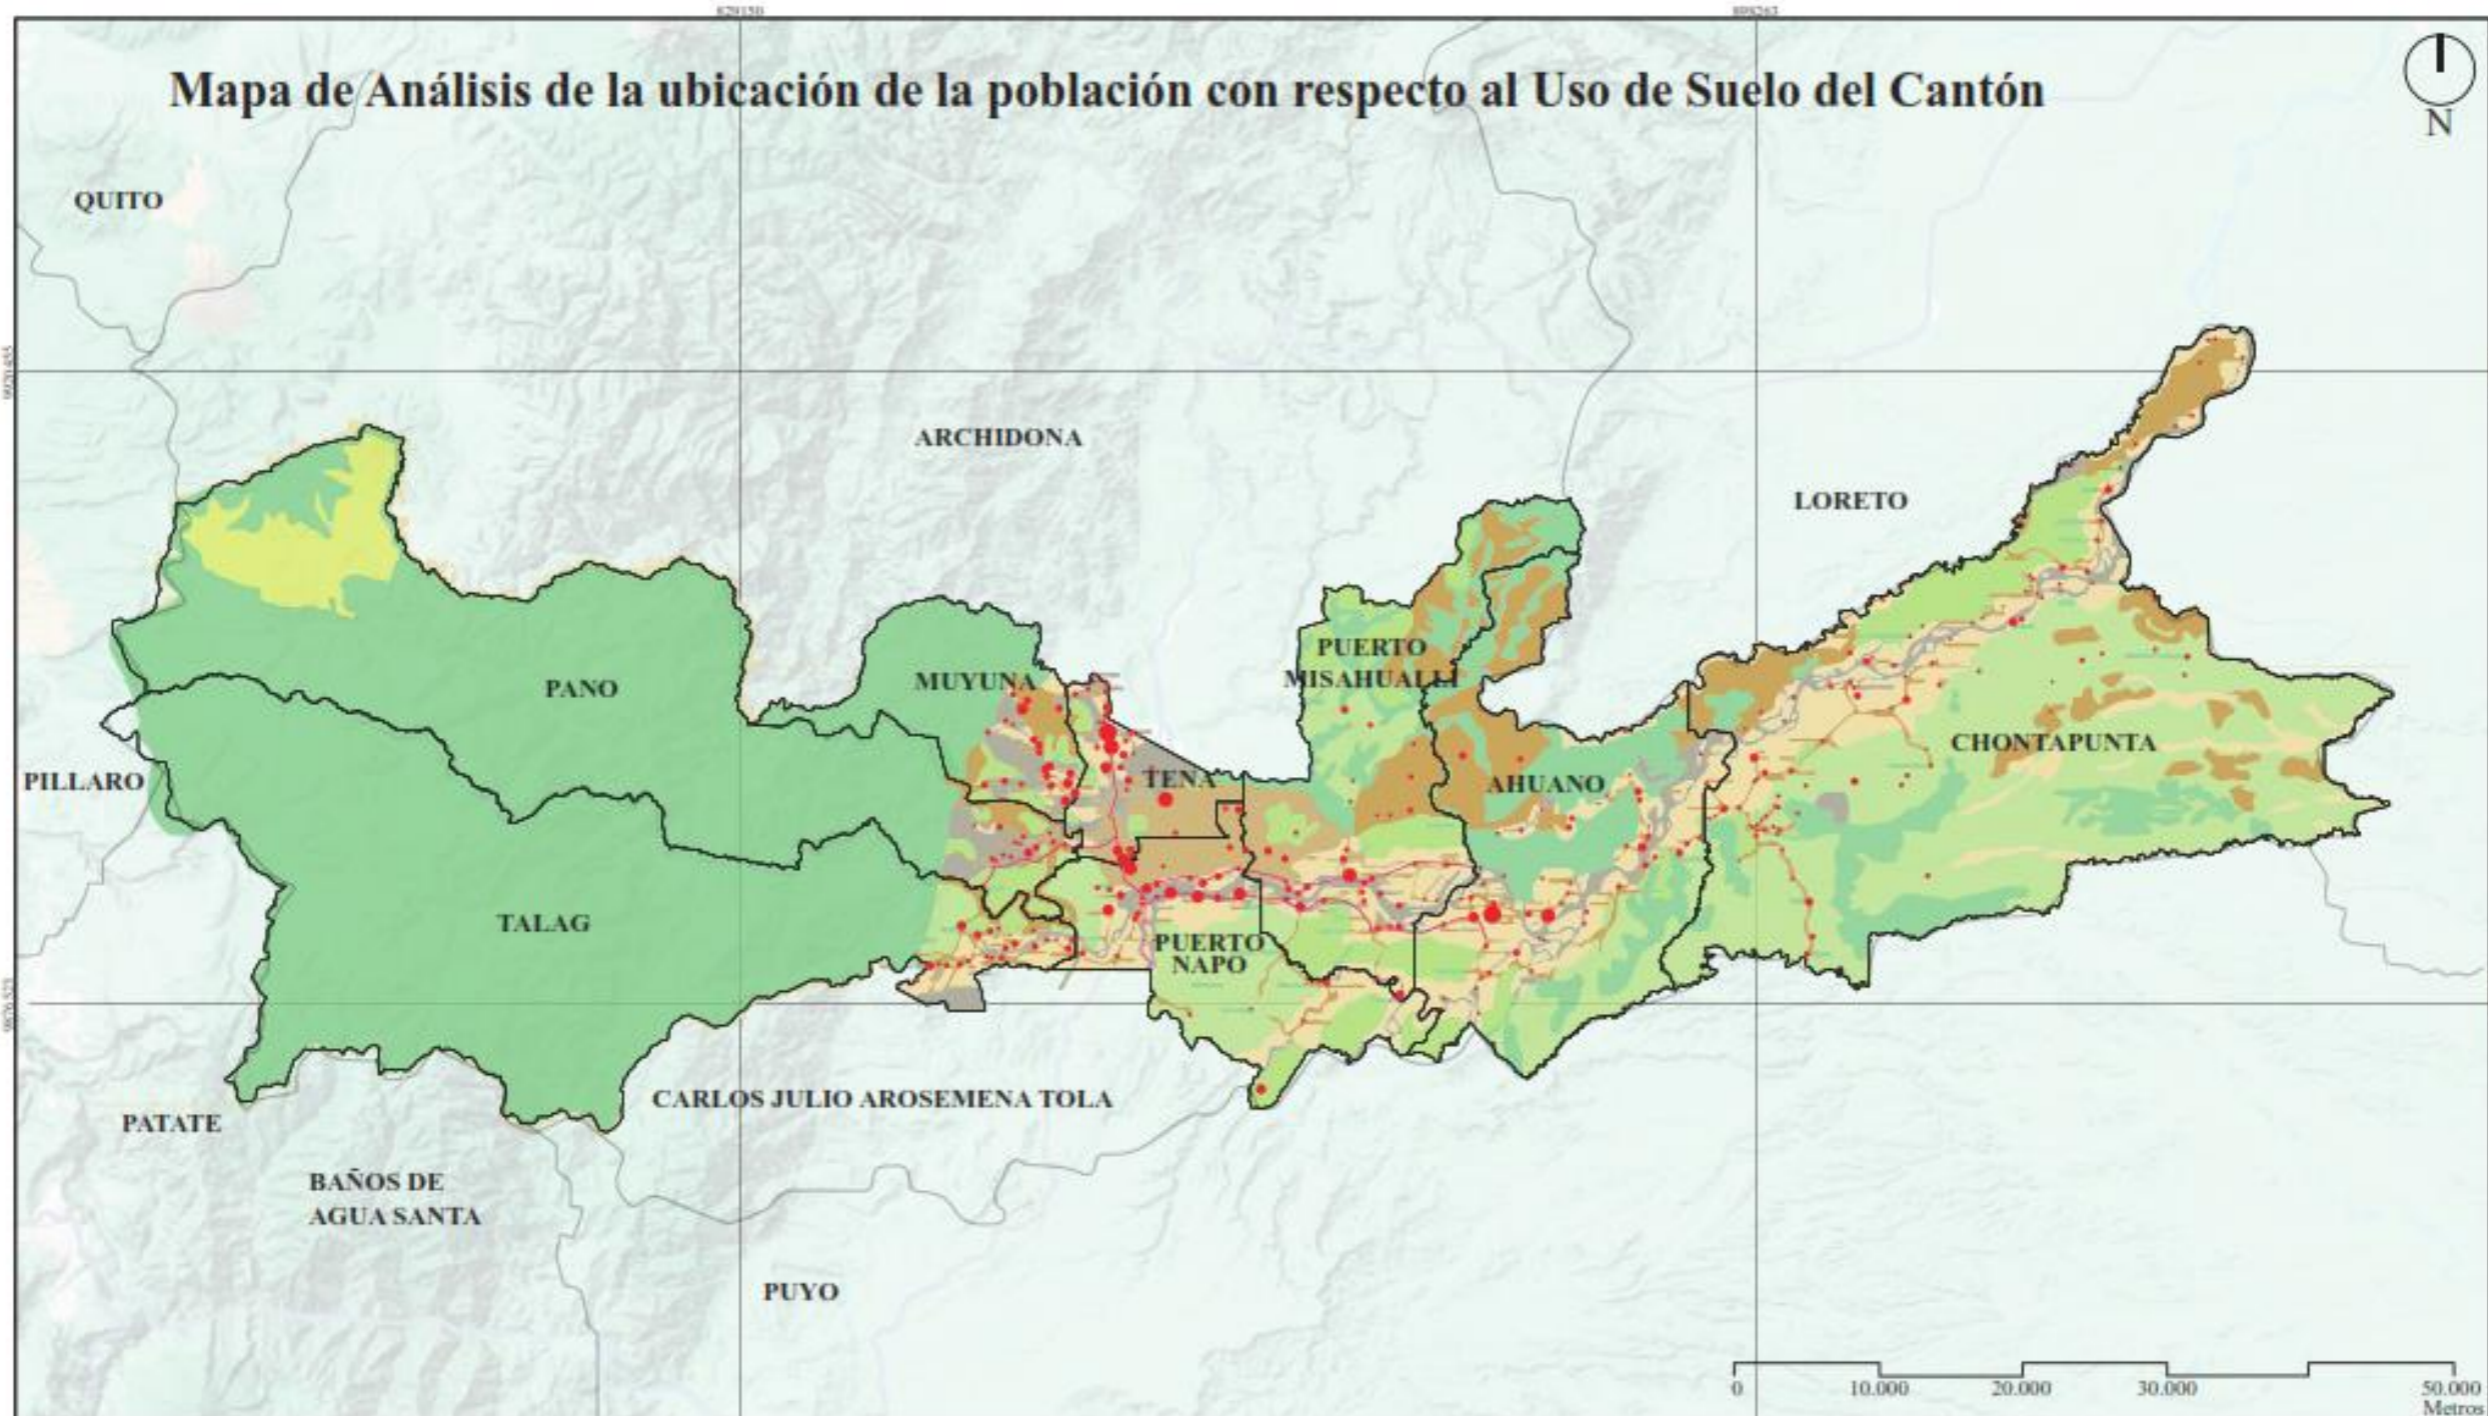 829150
898263
Mapa de Análisis de la ubicación de la población con respecto al Uso de Suelo del Cantón
N
QUITO
ARCHIDONA
LORETO
PUERTO
MISAHUALLI
PANO
MUYUNA
TENA
AHUANO
CHONTAPUNTA
PILLARO
TALAG
PUERTO
NAPO
CARLOS JULIO AROSEMENA TOLA
PATATE
BAÑOS DE
AGUA SANTA
PUYO
0 10.000 20.000 30.000 50.000
Metros